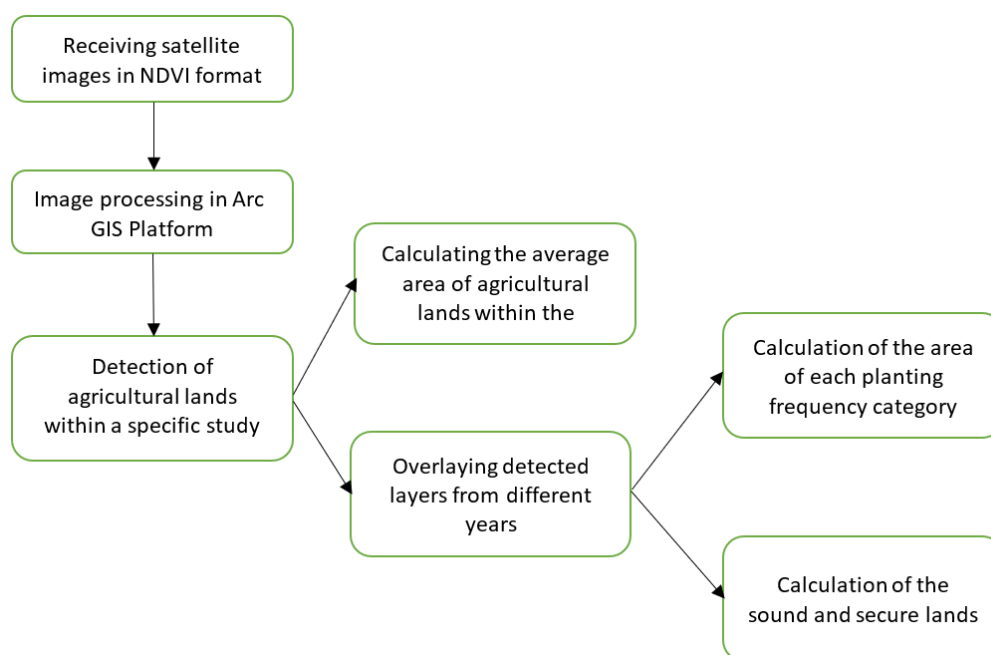 Receiving satellite
images in NDVI format
Image processing in Arc
GIS Platform
Detection of
agricultural lands
within a specific study
Calculating the average
area of agricultural
lands within the
Overlaying detected
layers from different
years
Calculation of the area
of each planting
frequency category
Calculation of the
sound and secure lands